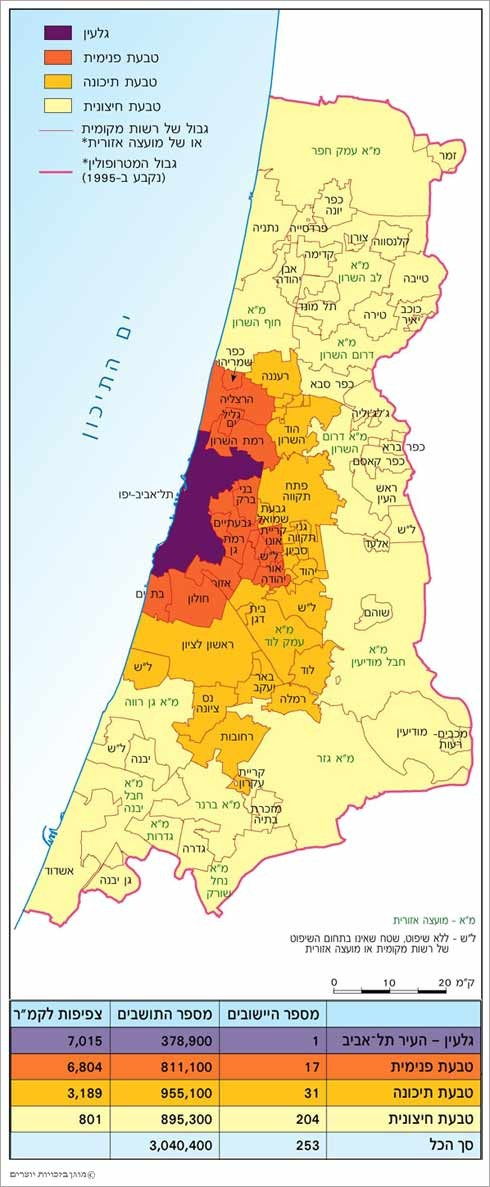 גלעין
טבעת פנימית
טבעת תיכונה
טבעת חיצונית
גבול של רשות מקומית
או של מועצה אזורית*
גבול המטרופולין*
(נקבע ב-1995)
ים התיכון
זמר
מ"א עמק חפר
כפר
יונה
נתניה
פרדסייה
צורן
קלנסווה
קדימה
אבן
יהודה
מ"א
לב השרון
טייבה
תל מונד
כוכב
יאיר
טירה
מ"א
חוף השרון
מ"א
דרום השרון
כפר
שמריהו
רעננה
כפר סבא
הרצליה
גליל
ים
ג'לג'וליה
הוד
השרון
מ"א דרום
השרון
רמת השרון
כפר ברא
כפר קאסם
ראש
העין
תל-אביב-יפו
פתח
תקווה
בני
ברק
גבעת
שמואל
גבעתיים
קריית
אונו
גני
תקווה
סביון
ל"ש
רמת
גן
ל"ש
אור
יהודה
יהוד
אלעד
אזור
חולון
בת ים
בית
דגן
ל"ש
שוהם
מ"א
עמק לוד
ראשון לציון
מ"א
חבל מודיעין
ל"ש
באר
יעקב
לוד
רמלה
נס
ציונה
מ"א גן רווה
רחובות
מודיעין
מכבים-
רעות
ל"ש
יבנה
מ"א גזר
קריית
עקרון
מ"א
חבל
יבנה
מ"א ברנר
מזכרת
בתיה
מ"א
גדרות
גדרה
אשדוד
גן יבנה
מ"א
נחל
שורק
מ"א - מועצה אזורית
ל"ש - ללא שיפוט, שטח שאינו בתחום השיפוט
של רשות מקומית או מועצה אזורית
0 10 20 ק"מ
מספר היישובים מספר התושבים צפיפות לקמ"ר
גלעין – העיר תל-אביב 1 378,900 7,015
טבעת פנימית 17 811,100 6,804
טבעת תיכונה 31 955,100 3,189
טבעת חיצונית 204 895,300 801
סך הכל 253 3,040,400
© מוגן בזכויות יוצרים